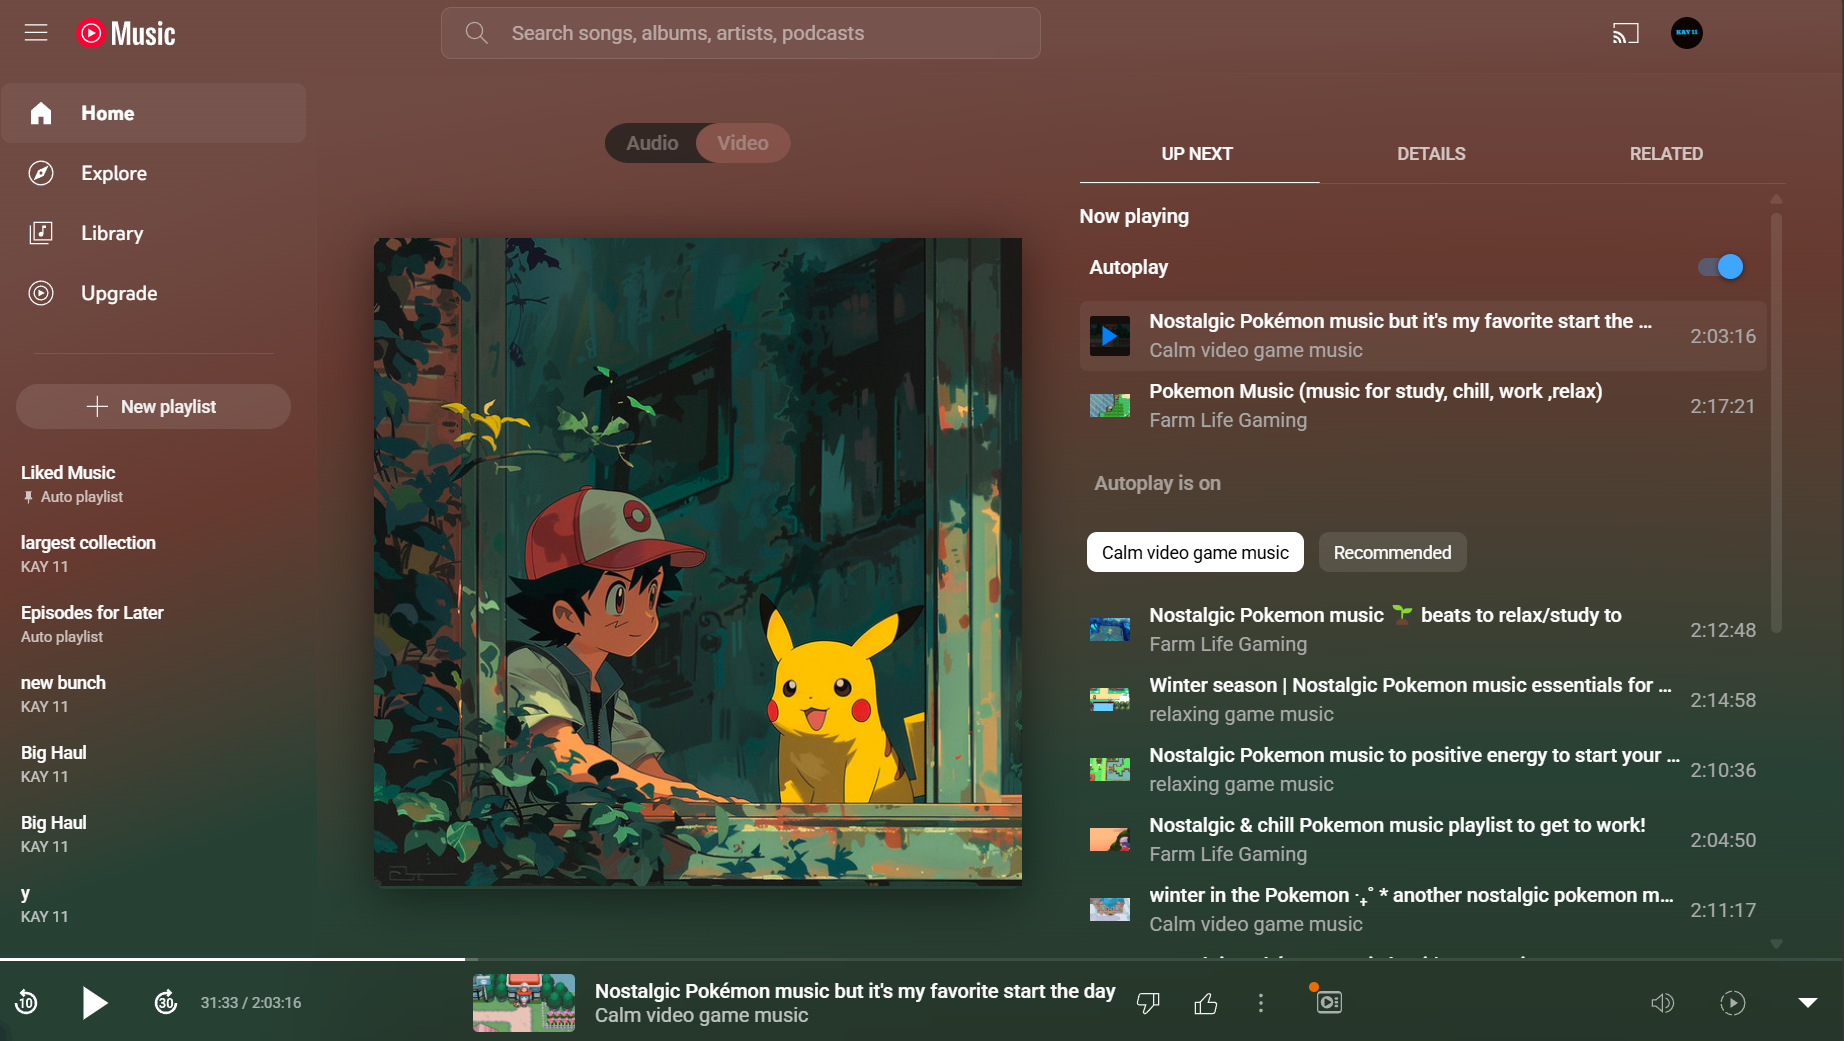 Music
Search songs, albums, artists, podcasts
KAY 11
Home
Explore
Library
Upgrade
New playlist
Liked Music
Auto playlist
largest collection
KAY 11
Episodes for Later
Auto playlist
new bunch
KAY 11
Big Haul
KAY 11
Big Haul
KAY 11
y
KAY 11
Audio Video
UP NEXT DETAILS RELATED
Now playing
Autoplay
Nostalgic Pokémon music but it's my favorite start the ...
Calm video game music
2:03:16
Pokemon Music (music for study, chill, work ,relax)
Farm Life Gaming
2:17:21
Autoplay is on
Calm video game music Recommended
Nostalgic Pokemon music 🌱 beats to relax/study to
Farm Life Gaming
2:12:48
Winter season | Nostalgic Pokemon music essentials for ...
relaxing game music
2:14:58
Nostalgic Pokemon music to positive energy to start your ...
relaxing game music
2:10:36
Nostalgic & chill Pokemon music playlist to get to work!
Farm Life Gaming
2:04:50
winter in the Pokemon ‧₊˚ * another nostalgic pokemon m...
Calm video game music
2:11:17
10
30
31:33 / 2:03:16
Nostalgic Pokémon music but it's my favorite start the day
Calm video game music